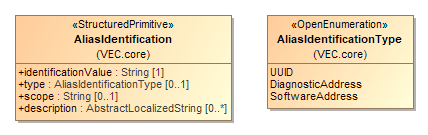 «StructuredPrimitive»
AliasIdentification
(VEC.core)
+identificationValue : String [1]
+type : AliasIdentificationType [0..1]
+scope : String [0..1]
+description : AbstractLocalizedString [0..*]
«OpenEnumeration»
AliasIdentificationType
(VEC.core)
UUID
DiagnosticAddress
SoftwareAddress